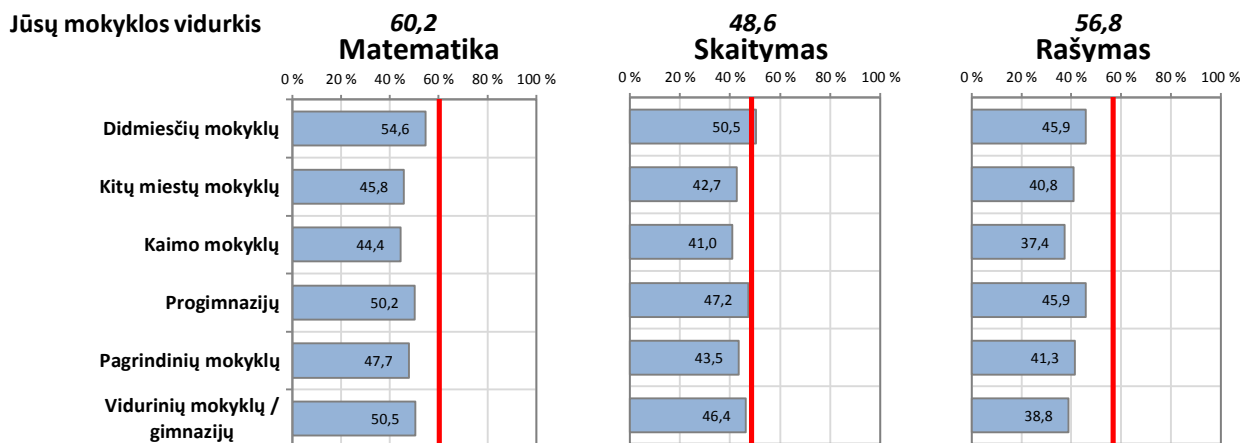 Jūsų mokyklos vidurkis 60,2 48,6 56,8
Matematika Skaitymas Rašymas
0 % 20 % 40 % 60 % 80 % 100 % 0 % 20 % 40 % 60 % 80 % 100 % 0 % 20 % 40 % 60 % 80 % 100 %
Didmiesčių mokyklų 54,6 50,5 45,9
Kitų miestų mokyklų 45,8 42,7 40,8
Kaimo mokyklų 44,4 41,0 37,4
Progimnazijų 50,2 47,2 45,9
Pagrindinių mokyklų 47,7 43,5 41,3
Vidurinių mokyklų /
gimnazijų 50,5 46,4 38,8